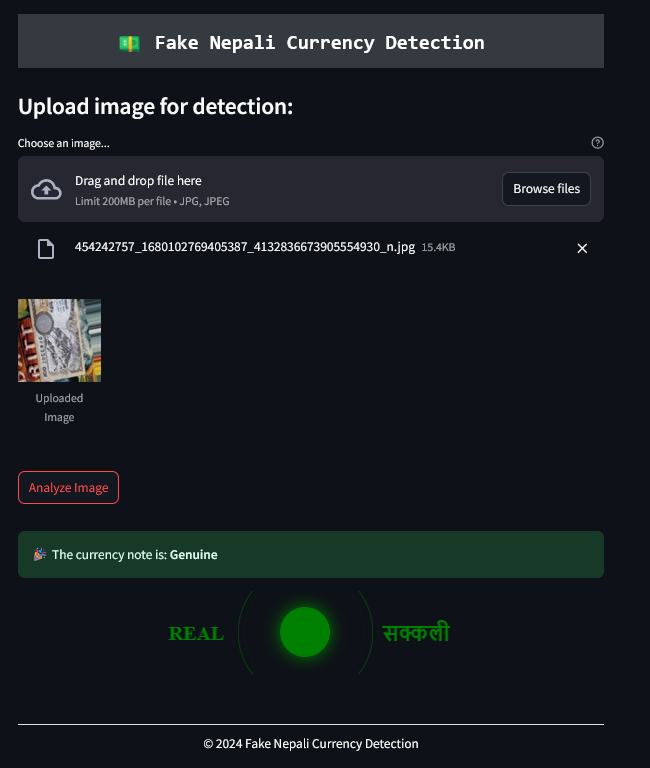 Fake Nepali Currency Detection
Upload image for detection:
Choose an image...
Drag and drop file here
Limit 200MB per file • JPG, JPEG
Browse files
454242757_1680102769405387_4132836673905554930_n.jpg 15.4KB
Uploaded
Image
Analyze Image
The currency note is: Genuine
REAL सक्कली
© 2024 Fake Nepali Currency Detection